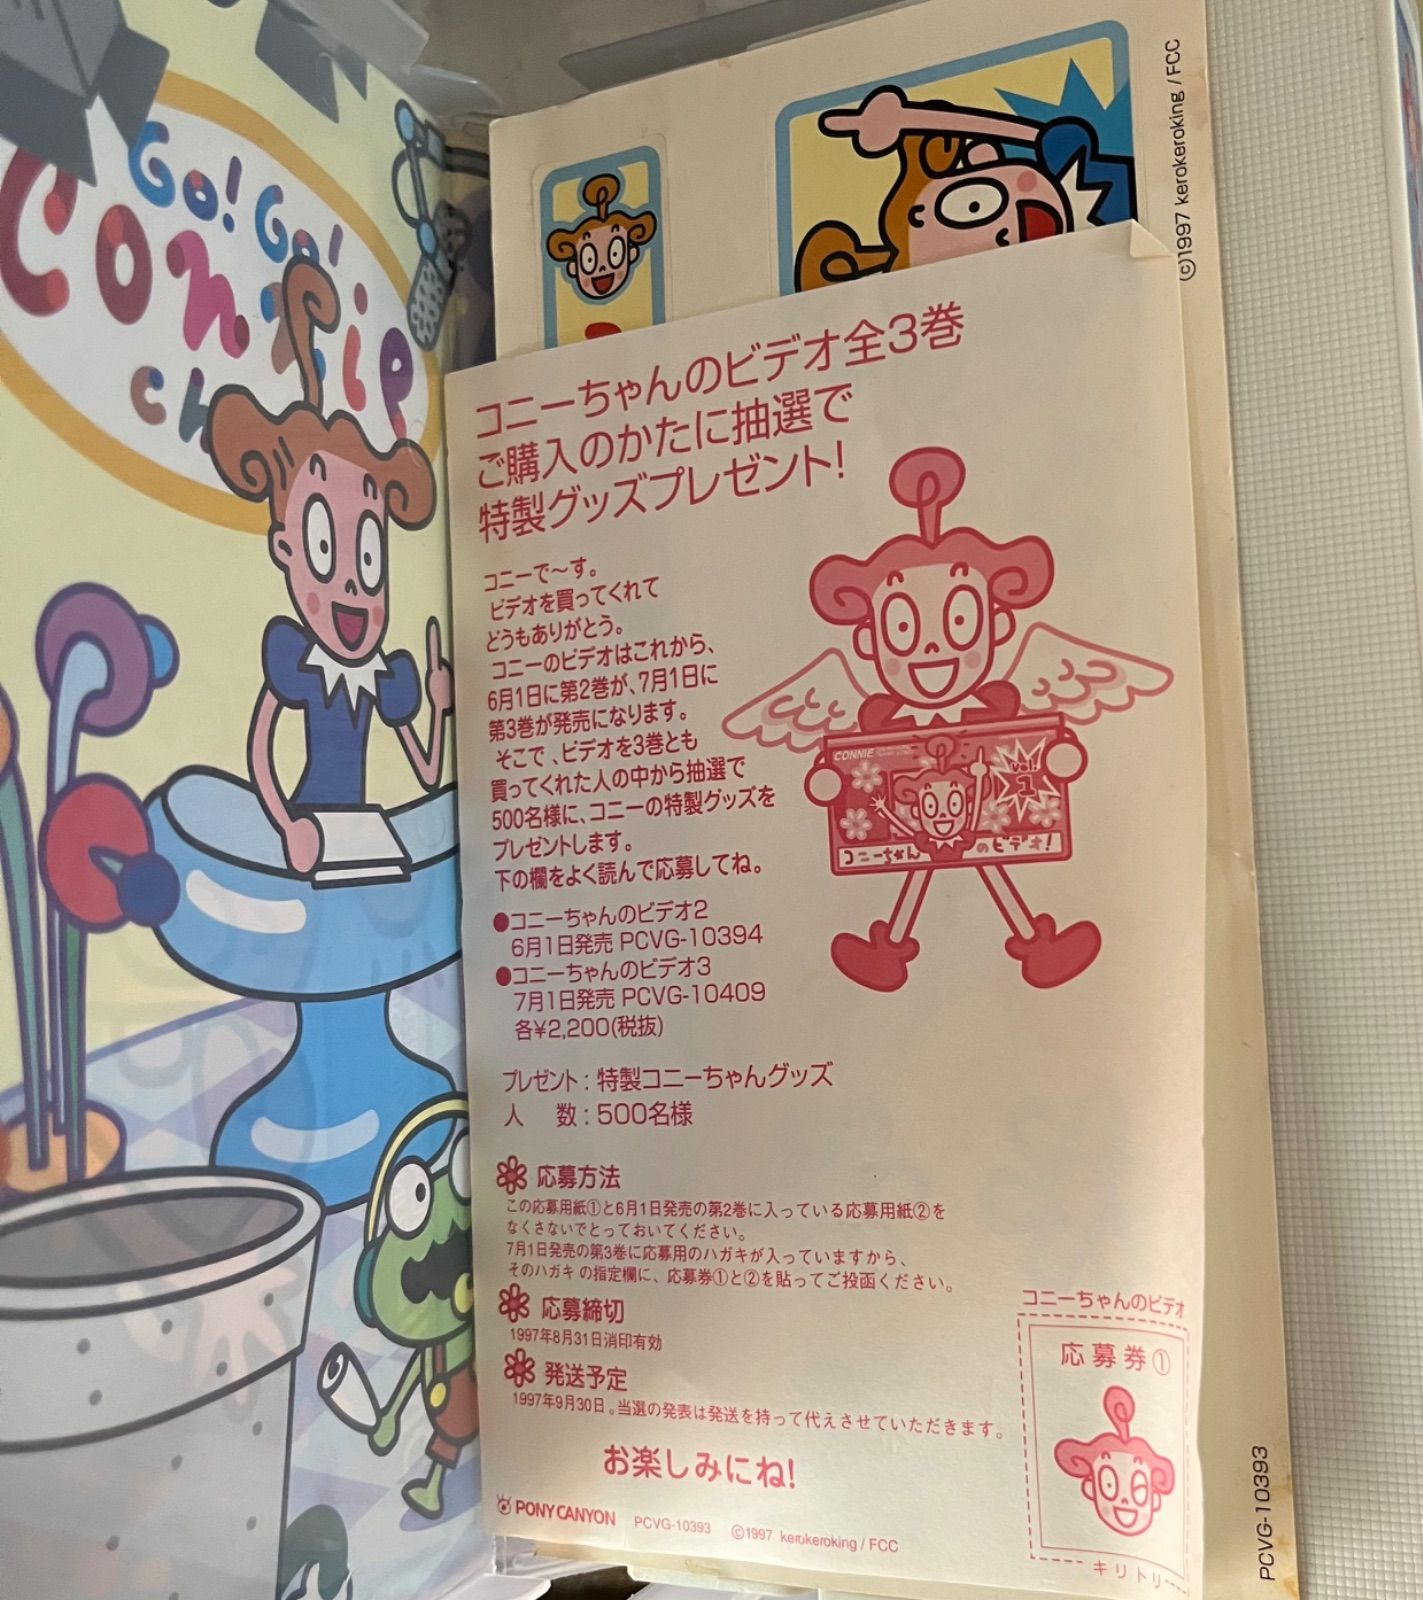 Go! Go!
Connie
ch
©1997 kerokeroking / FCC
コニーちゃんのビデオ全3巻
ご購入のかたに抽選で
特製グッズプレゼント!
コニーで〜す。
ビデオを買ってくれて
どうもありがとう。
コニーのビデオはこれから、
6月1日に第2巻が、7月1日に
第3巻が発売になります。
そこで、ビデオを3巻とも
買ってくれた人の中から抽選で
500名様に、コニーの特製グッズを
プレゼントします。
下の欄をよく読んで応募してね。
CONNIE
vol.
1
コニーちゃん のビデオ!
●コニーちゃんのビデオ2
6月1日発売 PCVG-10394
●コニーちゃんのビデオ3
7月1日発売 PCVG-10409
各¥2,200(税抜)
プレゼント:特製コニーちゃんグッズ
人 数:500名様
応募方法
この応募用紙①と6月1日発売の第2巻に入っている応募用紙②を
なくさないでとっておいてください。
7月1日発売の第3巻に応募用のハガキが入っていますから、
そのハガキの指定欄に、応募券①と②を貼ってご投函ください。
応募締切
1997年8月31日消印有効
発送予定
1997年9月30日。当選の発表は発送を持って代えさせていただきます。
お楽しみにね!
PONY CANYON PCVG-10393 ©1997 kerokeroking / FCC
コニーちゃんのビデオ
応募券①
キリトリ
PCVG-10393